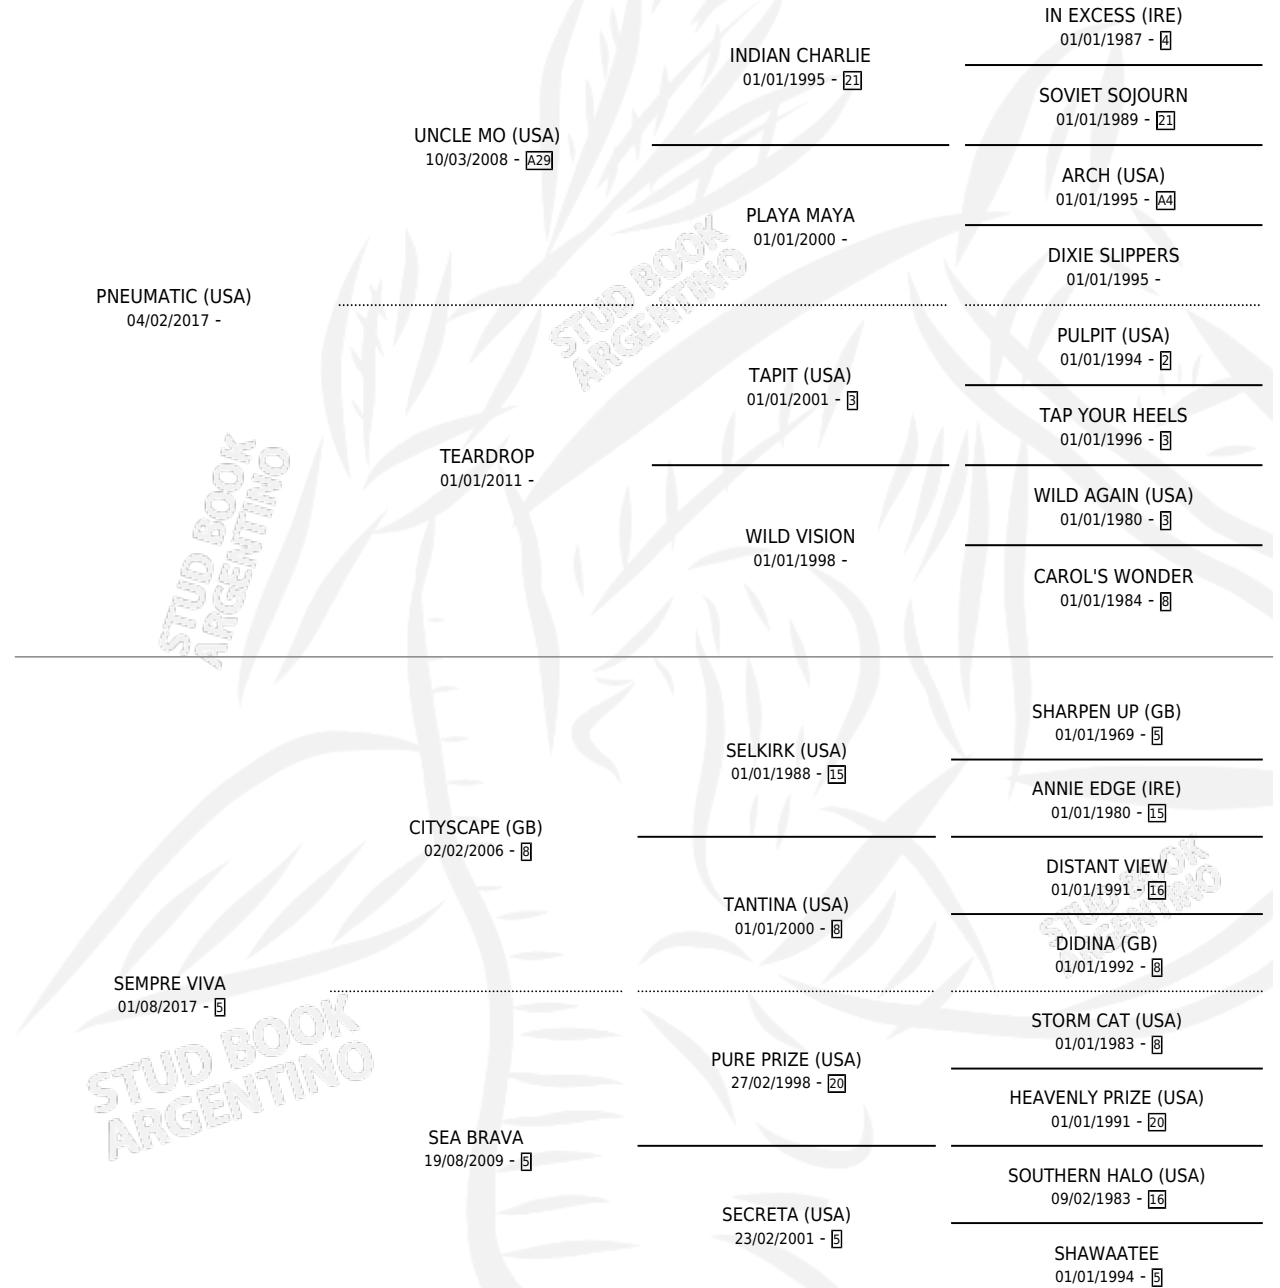 IN EXCESS (IRE)
01/01/1987 - 4
INDIAN CHARLIE
01/01/1995 - 21
SOVIET SOJOURN
01/01/1989 - 21
UNCLE MO (USA)
10/03/2008 - A29
ARCH (USA)
01/01/1995 - A4
PLAYA MAYA
01/01/2000 -
DIXIE SLIPPERS
01/01/1995 -
PNEUMATIC (USA)
04/02/2017 -
STUD BOOK
ARGENTINO
PULPIT (USA)
01/01/1994 - 2
TAPIT (USA)
01/01/2001 - 3
TAP YOUR HEELS
01/01/1996 - 3
TEARDROP
01/01/2011 -
WILD AGAIN (USA)
01/01/1980 - 3
WILD VISION
01/01/1998 -
CAROL'S WONDER
01/01/1984 - 8
STUD BOOK
ARGENTINO
SHARPEN UP (GB)
01/01/1969 - 5
SELKIRK (USA)
01/01/1988 - 15
ANNIE EDGE (IRE)
01/01/1980 - 15
CITYSCAPE (GB)
02/02/2006 - 8
DISTANT VIEW
01/01/1991 - 16
TANTINA (USA)
01/01/2000 - 8
STUD BOOK
ARGENTINO
DIDINA (GB)
01/01/1992 - 8
SEMPRE VIVA
01/08/2017 - 5
STUD BOOK
ARGENTINO
STORM CAT (USA)
01/01/1983 - 8
PURE PRIZE (USA)
27/02/1998 - 20
HEAVENLY PRIZE (USA)
01/01/1991 - 20
SEA BRAVA
19/08/2009 - 5
SOUTHERN HALO (USA)
09/02/1983 - 16
SECRETA (USA)
23/02/2001 - 5
SHAWAATEE
01/01/1994 - 5